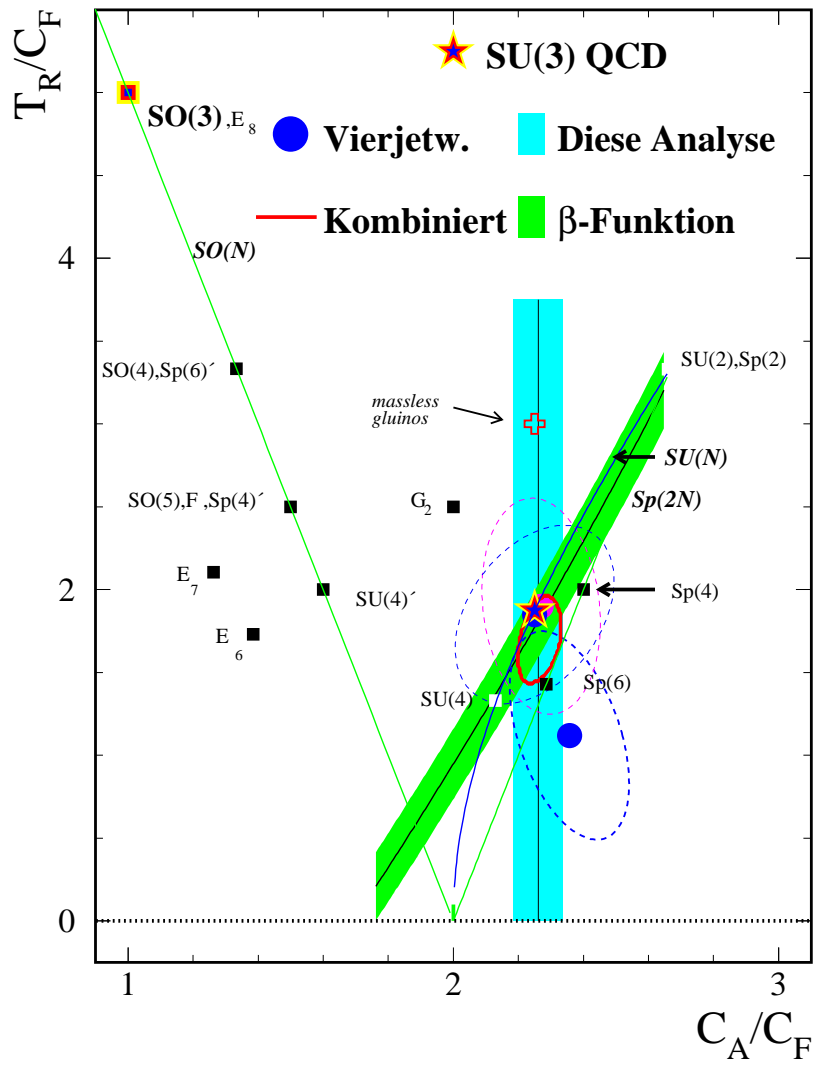 T_R/C_F
SU(3) QCD
SO(3) ,E_8
Vierjetw.
Diese Analyse
Kombiniert
β-Funktion
SO(N)
4
SO(4),Sp(6)´
SU(2),Sp(2)
massless
gluinos
SU(N)
Sp(2N)
SO(5),F ,Sp(4)´
G_2
E_7
2
SU(4)´
Sp(4)
E_6
SU(4)
Sp(6)
0
1
2
3
C_A/C_F